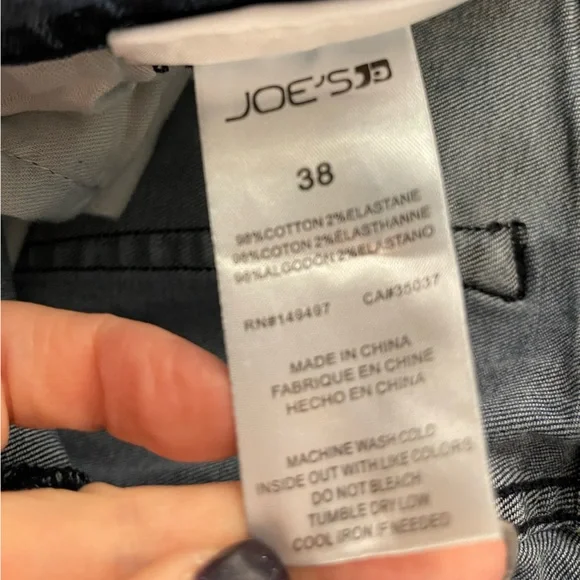 JOE'S
38
98%COTTON 2%ELASTANE
98%COTON 2%ELASTHANNE
98%ALGODON 2%ELASTANO
RN#149497 CA#35037
MADE IN CHINA
FABRIQUE EN CHINE
HECHO EN CHINA
MACHINE WASH COLD
INSIDE OUT WITH LIKE COLORS
DO NOT BLEACH
TUMBLE DRY LOW
COOL IRON IF NEEDED